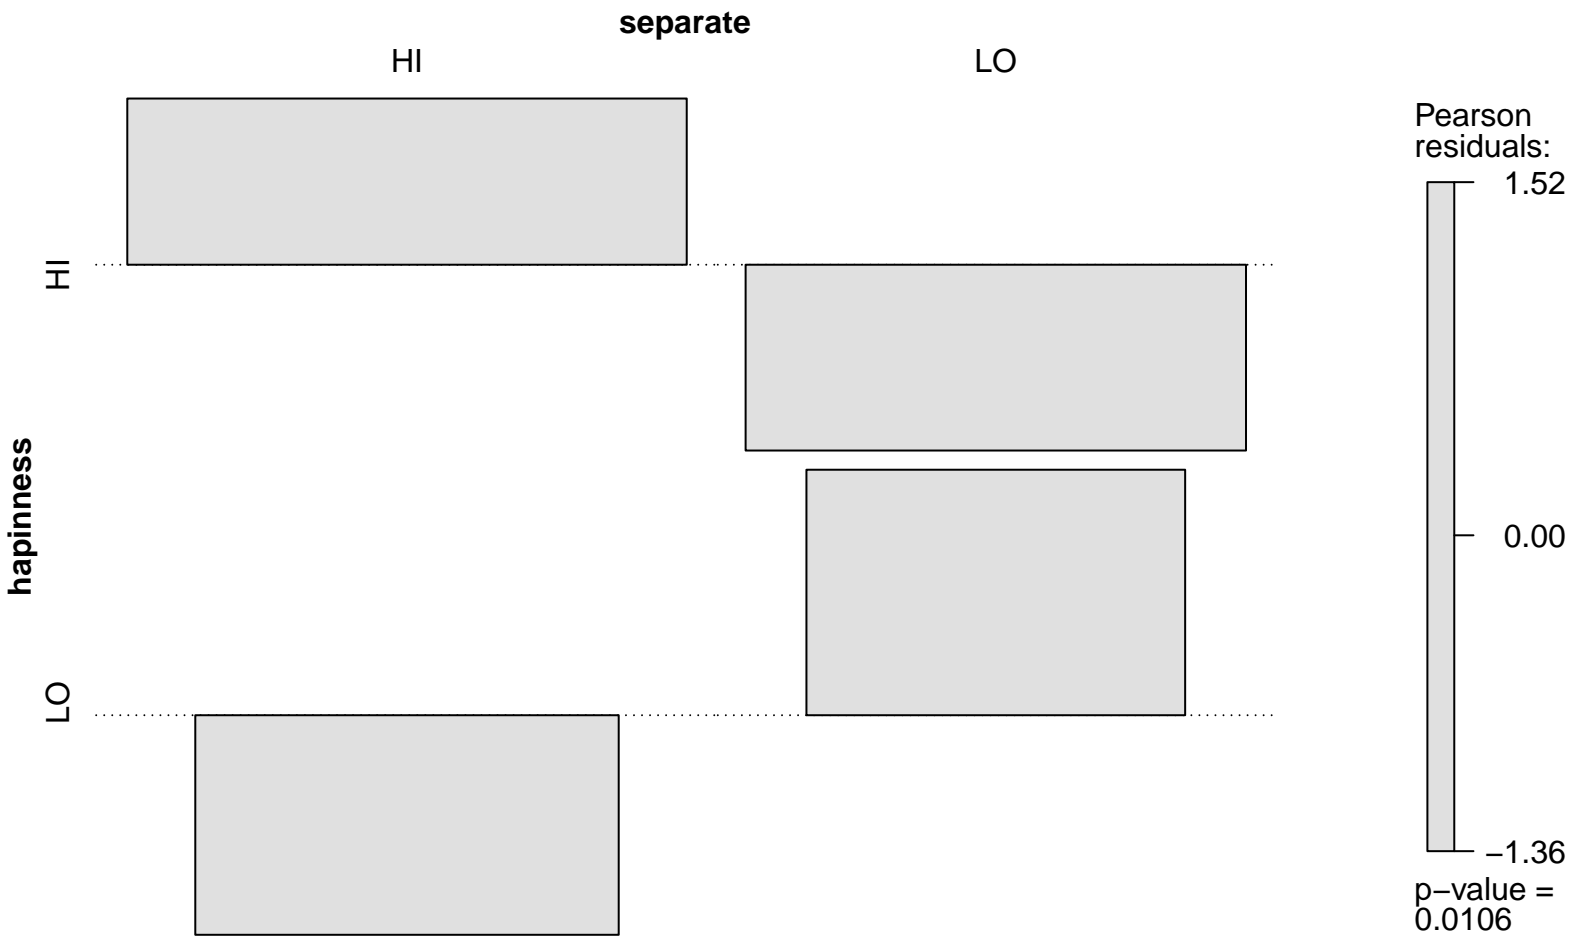 separate
HI
LO
HI
hapinness
LO
Pearson
residuals:
1.52
0.00
−1.36
p−value =
0.0106